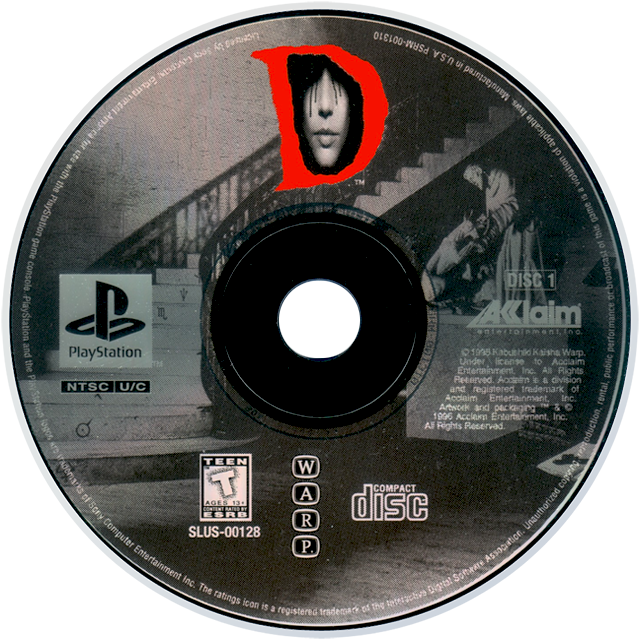 Licensed by Sony Computer Entertainment America for use with the PlayStation game console. PlayStation and the PlayStation logos are trademarks of Sony Computer Entertainment Inc. The ratings icon is a registered trademark of the Interactive Digital Software Association. Unauthorized copying, reproduction, rental, public performance or broadcast of this game is a violation of applicable laws. Manufactured in U.S.A. PSRM-001310
D
TM
DISC 1
AKClaim
entertainment, inc.
PlayStation
TM
NTSC U/C
© 1996 Kabushiki Kaisha Warp.
Under license to Acclaim
Entertainment, Inc. All Rights
Reserved. Acclaim is a division
and registered trademark of
Acclaim Entertainment, Inc.
Artwork and packaging ™ & ©
1996 Acclaim Entertainment, Inc.
All Rights Reserved.
TEEN
T
AGES 13+
CONTENT RATED BY
ESRB
SLUS-00128
WARP.
COMPACT
disc